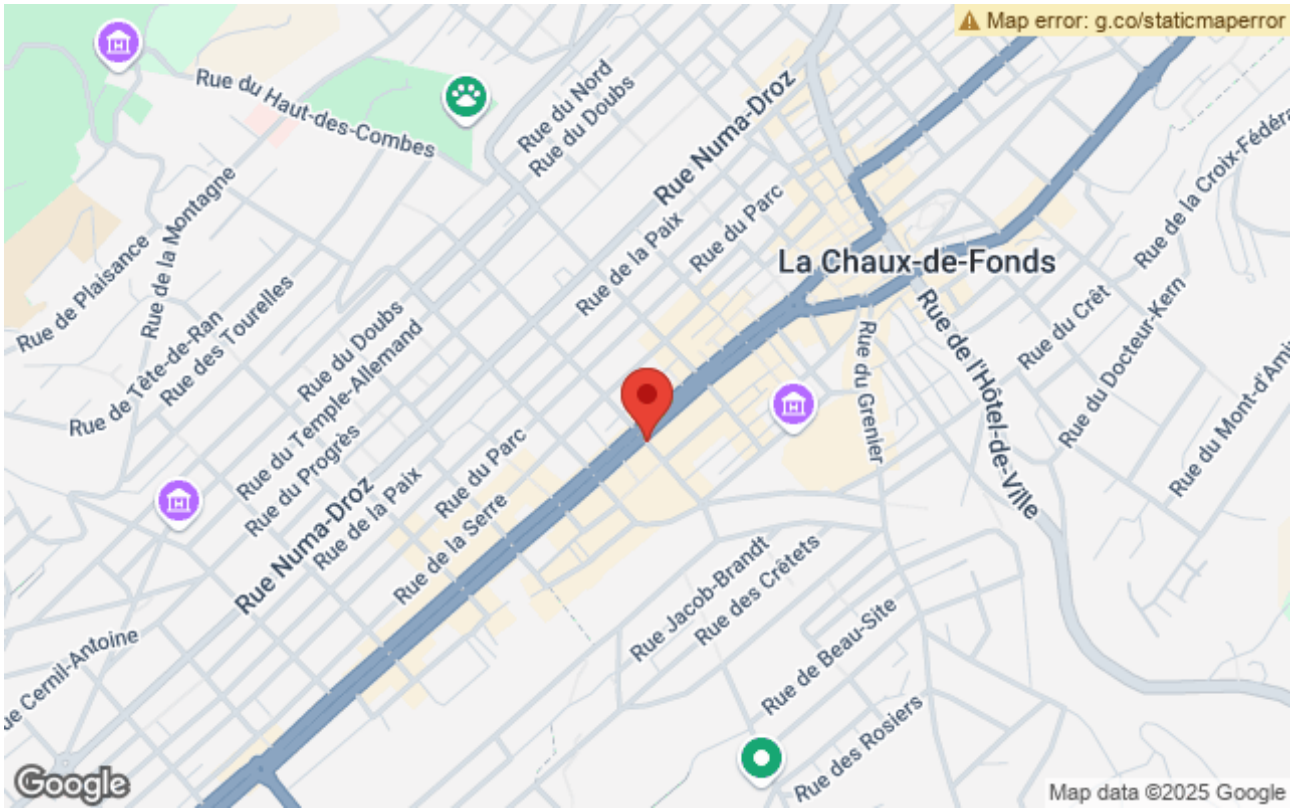 Map error: g.co/staticmaperror
Rue du Haut-des-Combes
Rue du Nord
Rue du Doubs
Rue Numa-Droz
Rue du Parc
Rue de la Paix
La Chaux-de-Fonds
Rue de la Croix-Fédéra
Rue de la Montagne
Rue de Plaisance
Rue de Tête-de-Ran
Rue des Tourelles
Rue du Doubs
Rue du Temple-Allemand
Rue du Progrès
Rue Numa-Droz
Rue de la Paix
Rue du Parc
Rue de la Serre
Rue du Grenier
Rue de l'Hôtel-de-Ville
Rue du Crêt
Rue du Docteur-Kern
Rue du Mont-d'Ami
Rue Jacob-Brandt
Rue des Crêtets
Rue de Beau-Site
Rue des Rosiers
ue Cernil-Antoine
Google
Map data ©2025 Google